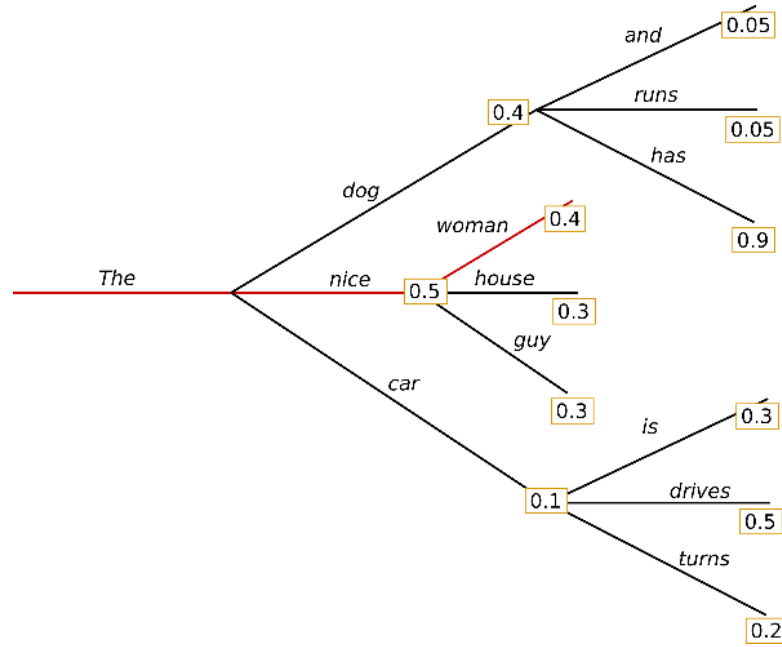 and
0.05
runs
0.4
0.05
has
dog
woman
0.4
0.9
The
nice
0.5
house
0.3
guy
car
0.3
is
0.3
drives
0.1
0.5
turns
0.2